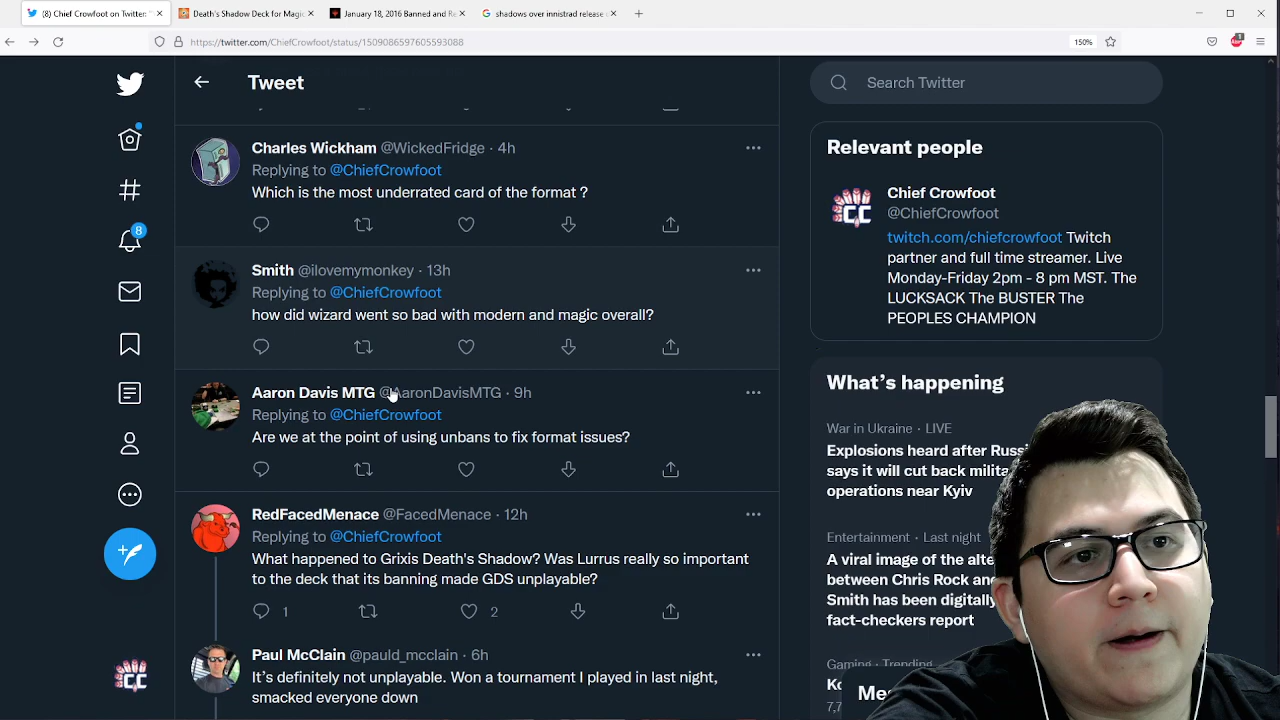 (8) Chief Crowfoot on Twitter: "
Death's Shadow Deck for Magic
January 18, 2016 Banned and Re
shadows over innistrad release
https://twitter.com/ChiefCrowfoot/status/1509086597605593088
150%
Tweet
Search Twitter
Charles Wickham @WickedFridge · 4h
Replying to @ChiefCrowfoot
Which is the most underrated card of the format ?
Smith @ilovemymonkey · 13h
Replying to @ChiefCrowfoot
how did wizard went so bad with modern and magic overall?
8
Aaron Davis MTG @AaronDavisMTG · 9h
Replying to @ChiefCrowfoot
Are we at the point of using unbans to fix format issues?
RedFacedMenace @FacedMenace · 12h
Replying to @ChiefCrowfoot
What happened to Grixis Death's Shadow? Was Lurrus really so important
to the deck that its banning made GDS unplayable?
1
2
Paul McClain @pauld_mcclain · 6h
It's definitely not unplayable. Won a tournament I played in last night,
smacked everyone down
CC
Relevant people
CC
Chief Crowfoot
@ChiefCrowfoot
twitch.com/chiefcrowfoot Twitch
partner and full time streamer. Live
Monday-Friday 2pm - 8 pm MST. The
LUCKSACK The BUSTER The
PEOPLES CHAMPION
What's happening
War in Ukraine · LIVE
Explosions heard after Russ
says it will cut back milita
operations near Kyiv
Entertainment · Last night
A viral image of the alte
between Chris Rock and
Smith has been digitally
fact-checkers report
Gaming · Trending
Ko
7,7
Mes